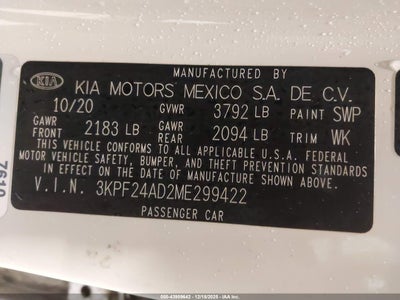 MANUFACTURED BY
KIA KIA MOTORS MEXICO S.A. DE C.V.
10/20 GVWR 3792 LB PAINT SWP
GAWR FRONT 2183 LB GAWR REAR 2094 LB TRIM WK
THIS VEHICLE CONFORMS TO ALL APPLICABLE U.S.A. FEDERAL
MOTOR VEHICLE SAFETY, BUMPER, AND THEFT PREVENTION STANDARDS
IN EFFECT ON THE DATE OF MANUFACTURE SHOWN ABOVE.
V.I.N. 3KPF24AD2ME299422
PASSENGER CAR
7610